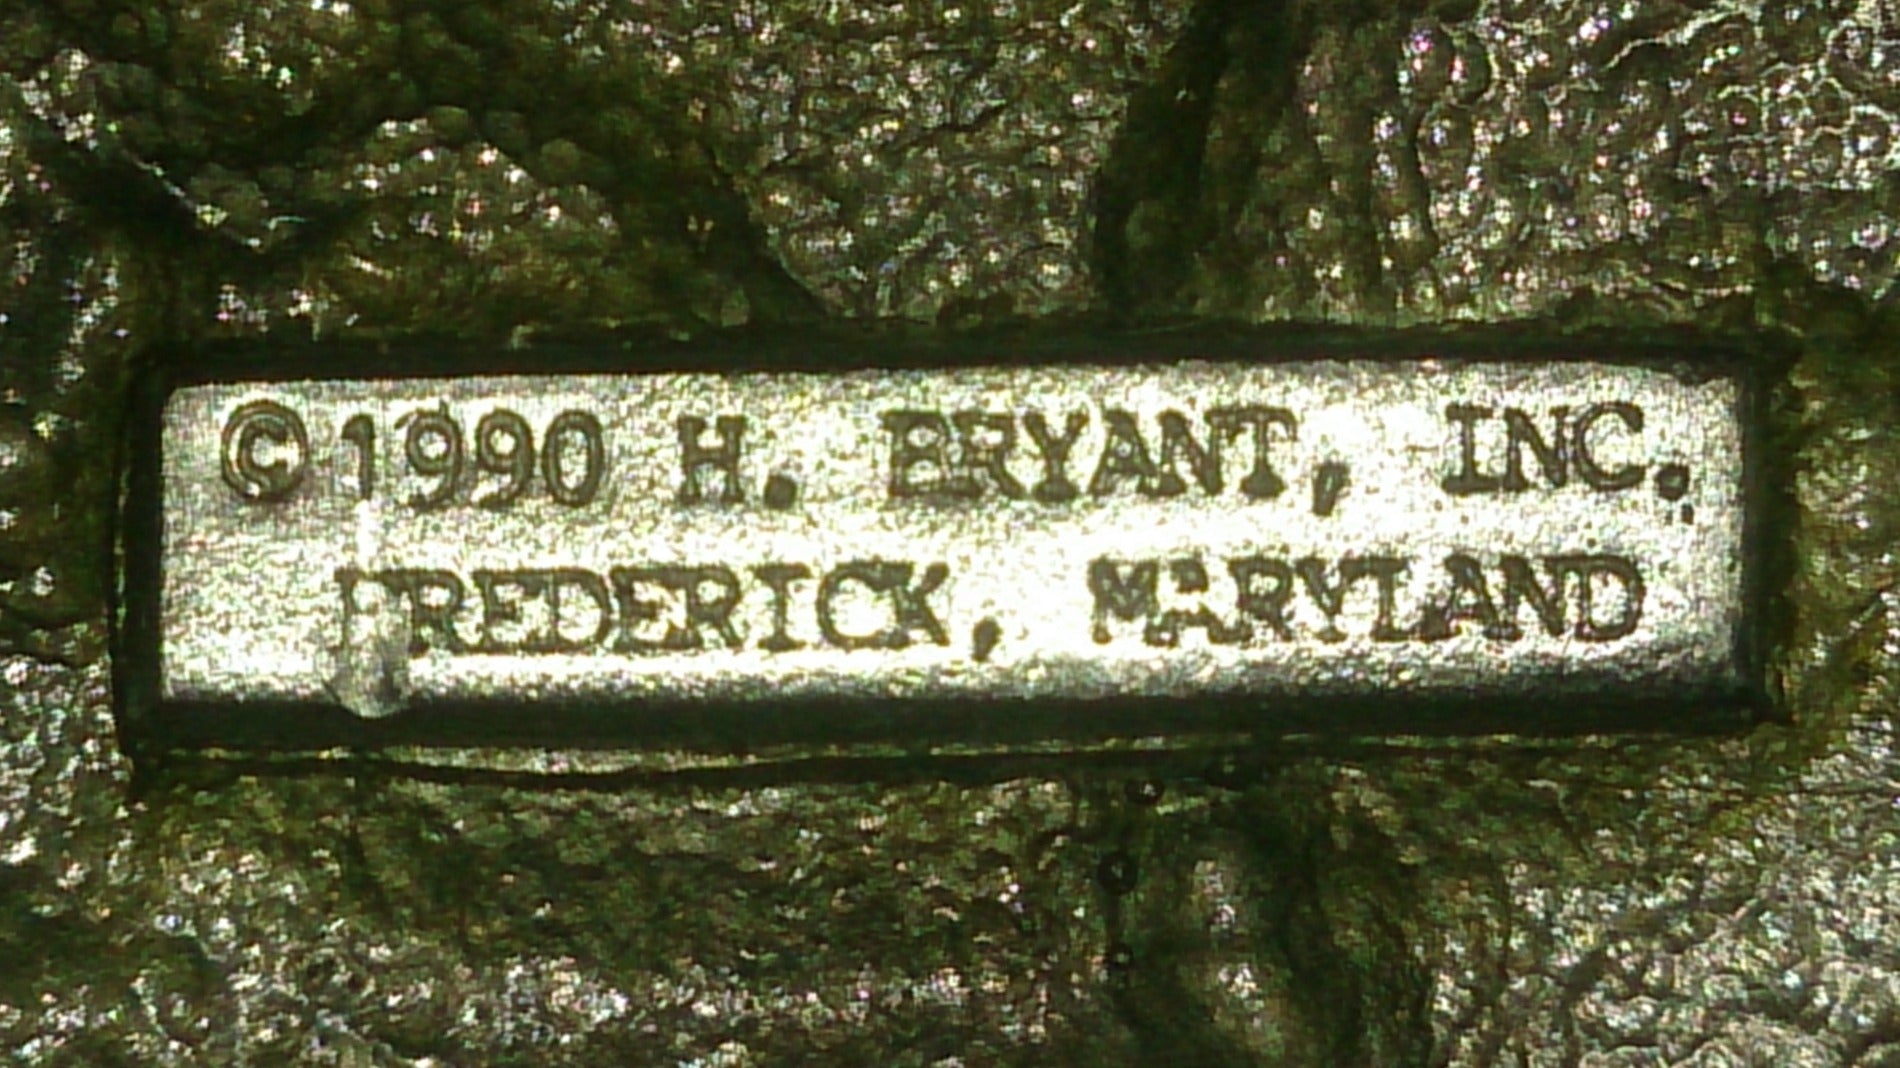 ©1990 H. BRYANT, INC.
FREDERICK, MARYLAND